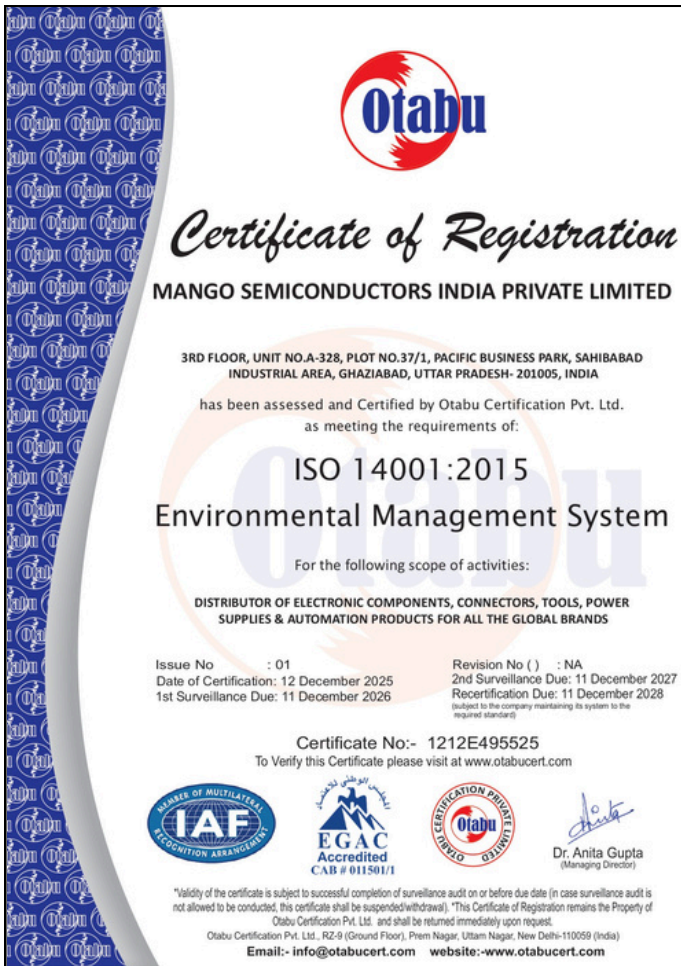 Otabu
Certificate of Registration
MANGO SEMICONDUCTORS INDIA PRIVATE LIMITED
3RD FLOOR, UNIT NO.A-328, PLOT NO.37/1, PACIFIC BUSINESS PARK, SAHIBABAD
INDUSTRIAL AREA, GHAZIABAD, UTTAR PRADESH- 201005, INDIA
has been assessed and Certified by Otabu Certification Pvt. Ltd.
as meeting the requirements of:
ISO 14001:2015
Environmental Management System
For the following scope of activities:
DISTRIBUTOR OF ELECTRONIC COMPONENTS, CONNECTORS, TOOLS, POWER
SUPPLIES & AUTOMATION PRODUCTS FOR ALL THE GLOBAL BRANDS
Issue No : 01
Date of Certification: 12 December 2025
1st Surveillance Due: 11 December 2026
Revision No ( ) : NA
2nd Surveillance Due: 11 December 2027
Recertification Due: 11 December 2028
(subject to the company maintaining its system to the
required standard)
Certificate No:- 1212E495525
To Verify this Certificate please visit at www.otabucert.com
MEMBER OF MULTILATERAL
IAF
RECOGNITION ARRANGEMENT
المجلس الوطني للاعتماد
EGAC
Accredited
CAB # 011501/1
OTABU CERTIFICATION PRIVATE LIMITED
Otabu
Dr. Anita Gupta
(Managing Director)
"Validity of the certificate is subject to successful completion of surveillance audit on or before due date (in case surveillance audit is
not allowed to be conducted, this certificate shall be suspended/withdrawal). "This Certificate of Registration remains the Property of
Otabu Certification Pvt. Ltd. and shall be returned immediately upon request.
Otabu Certification Pvt. Ltd., RZ-9 (Ground Floor), Prem Nagar, Uttam Nagar, New Delhi-110059 (India)
Email:- info@otabucert.com website:-www.otabucert.com